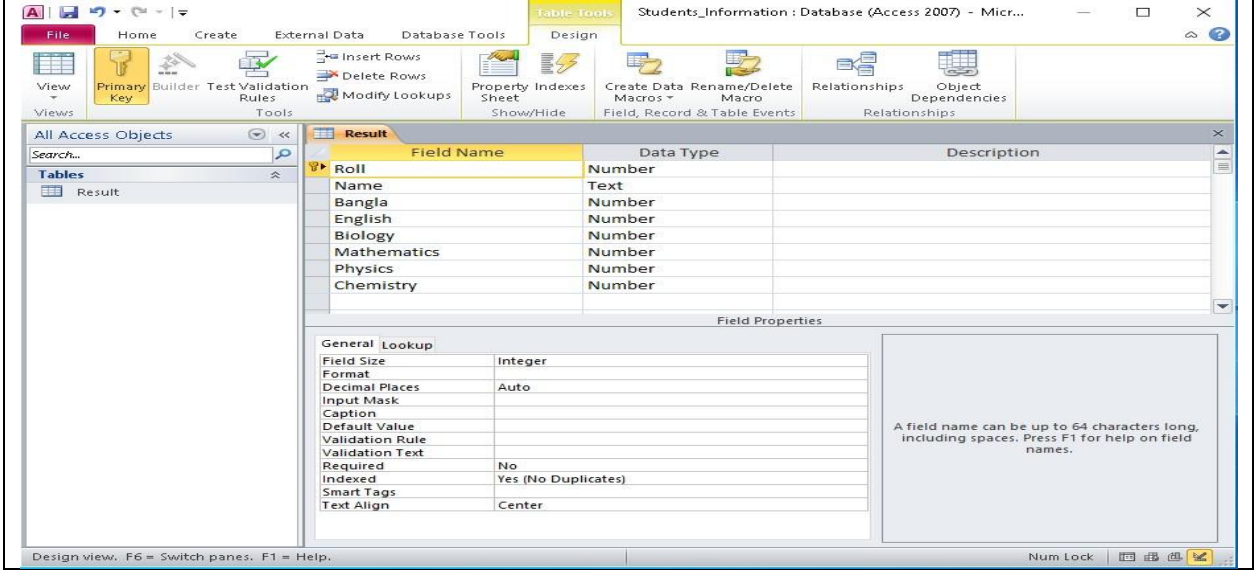 A
Table Tools
Students_Information : Database (Access 2007) - Micr...
File Home Create External Data Database Tools Design
View
Primary Key
Builder
Test Validation Rules
Insert Rows
Delete Rows
Modify Lookups
Property Sheet
Indexes
Create Data Macros
Rename/Delete Macro
Relationships
Object Dependencies
Views Tools Show/Hide Field, Record & Table Events Relationships
All Access Objects
Search...
Tables
Result
Result
Field Name Data Type Description
Roll Number
Name Text
Bangla Number
English Number
Biology Number
Mathematics Number
Physics Number
Chemistry Number
Field Properties
General Lookup
Field Size Integer
Format
Decimal Places Auto
Input Mask
Caption
Default Value
Validation Rule
Validation Text
Required No
Indexed Yes (No Duplicates)
Smart Tags
Text Align Center
A field name can be up to 64 characters long,
including spaces. Press F1 for help on field
names.
Design view. F6 = Switch panes. F1 = Help.
Num Lock